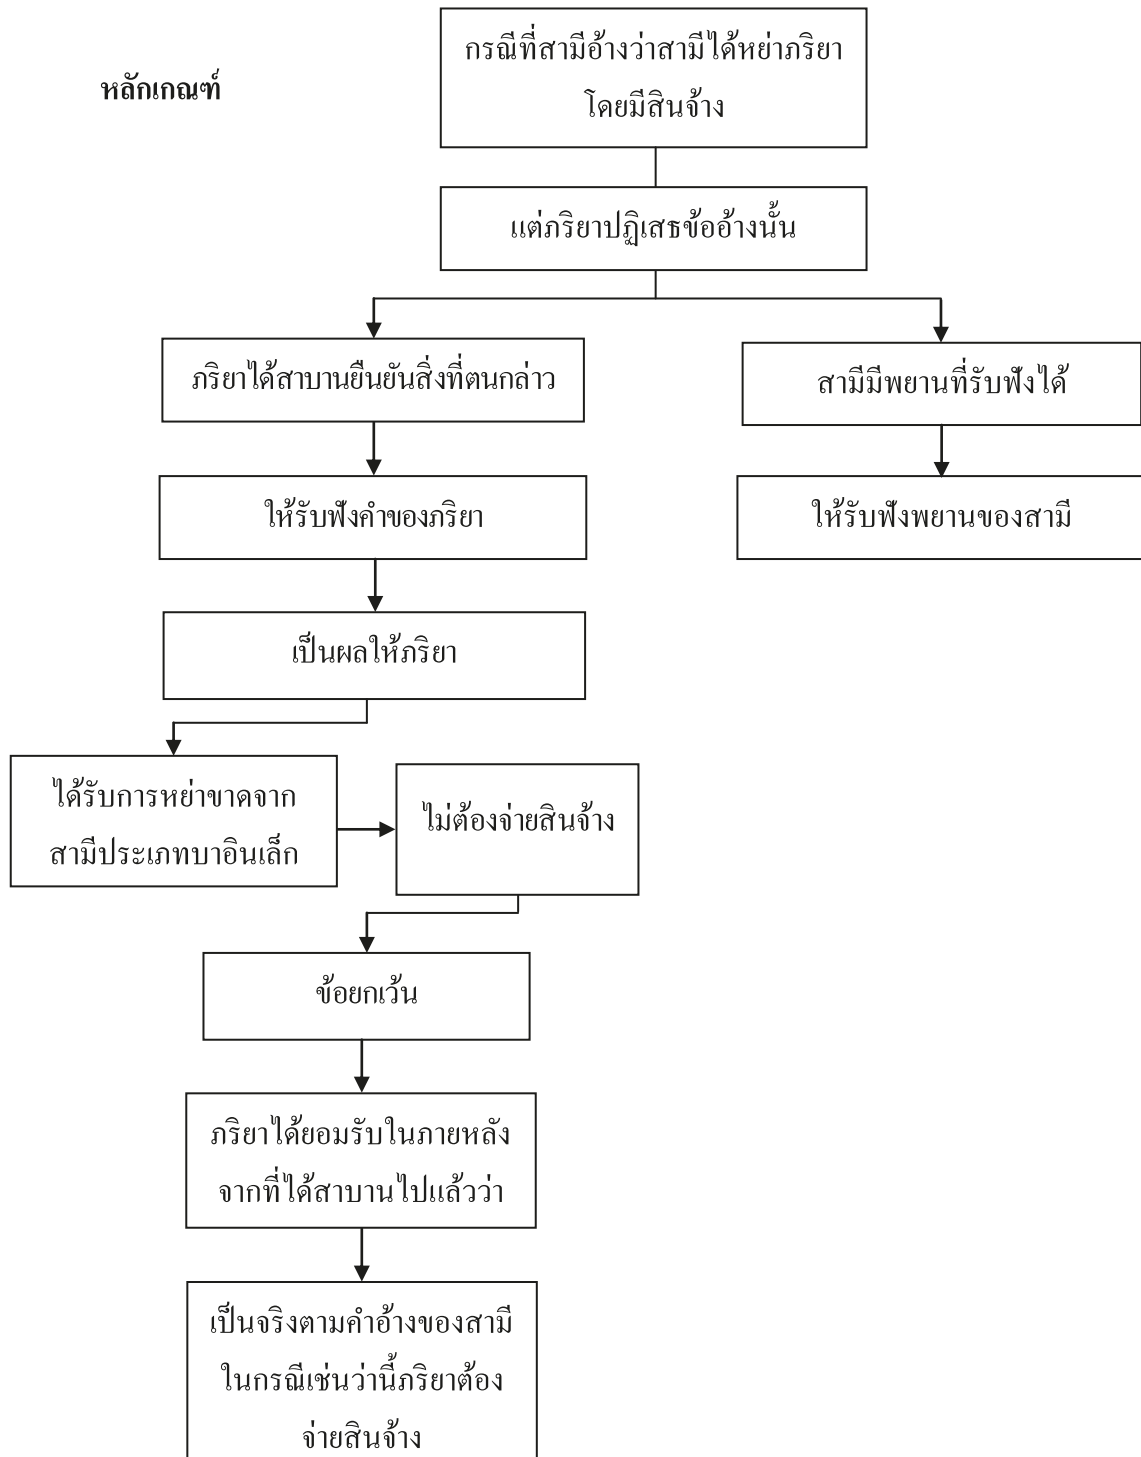 หลักเกณฑ์
กรณีที่สามีอ้างว่าสามีได้หย่าภริยา
โดยมีสินจ้าง
แต่ภริยาปฏิเสธข้ออ้างนั้น
ภริยาได้สาบานยืนยันสิ่งที่ตนกล่าว
สามีมีพยานที่รับฟังได้
ให้รับฟังคำของภริยา
ให้รับฟังพยานของสามี
เป็นผลให้ภริยา
ได้รับการหย่าขาดจาก
สามีประเภทบาอินเล็ก
ไม่ต้องจ่ายสินจ้าง
ข้อยกเว้น
ภริยาได้ยอมรับในภายหลัง
จากที่ได้สาบานไปแล้วว่า
เป็นจริงตามคำอ้างของสามี
ในกรณีเช่นว่านี้ภริยาต้อง
จ่ายสินจ้าง